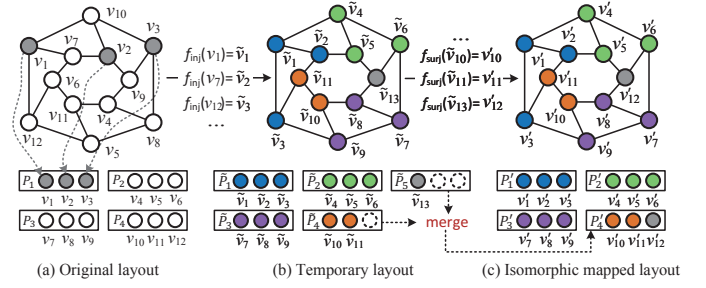 v10
v1
v7
v2
v3
v6
v9
v11
v4
v12
v5
v8
P1
v1 v2 v3
P2
v4 v5 v6
P3
v7 v8 v9
P4
v10 v11 v12
(a) Original layout
finj(v1)= ṽ1
finj(v7)= ṽ2
finj(v12)= ṽ3
...
ṽ4
ṽ1
ṽ2
ṽ5
ṽ6
ṽ11
ṽ13
ṽ10
ṽ8
ṽ3
ṽ9
ṽ7
P̃1
ṽ1 ṽ2 ṽ3
P̃2
ṽ4 ṽ5 ṽ6
P̃5
ṽ13
P̃3
ṽ7 ṽ8 ṽ9
P̃4
ṽ10 ṽ11
merge
(b) Temporary layout
...
fsurj(ṽ10)= v′10
fsurj(ṽ11)= v′11
fsurj(ṽ13)= v′12
v′4
v′1
v′2
v′5
v′6
v′11
v′12
v′10
v′8
v′3
v′9
v′7
P′1
v′1 v′2 v′3
P′2
v′4 v′5 v′6
P′3
v′7 v′8 v′9
P′4
v′10 v′11 v′12
(c) Isomorphic mapped layout